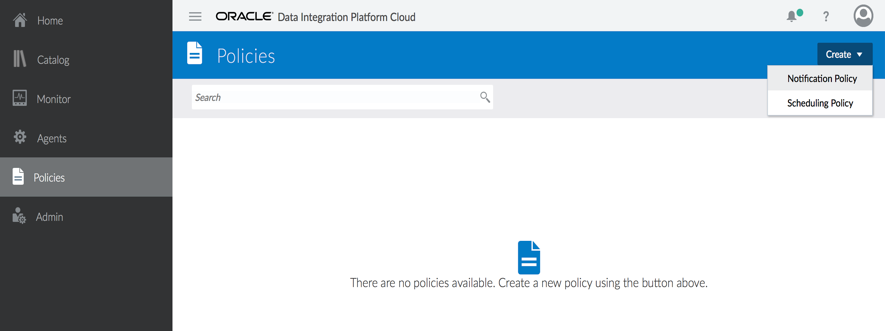 Home
Catalog
Monitor
Agents
Policies
Admin
ORACLE® Data Integration Platform Cloud
?
Policies
Create
Notification Policy
Scheduling Policy
Search
There are no policies available. Create a new policy using the button above.